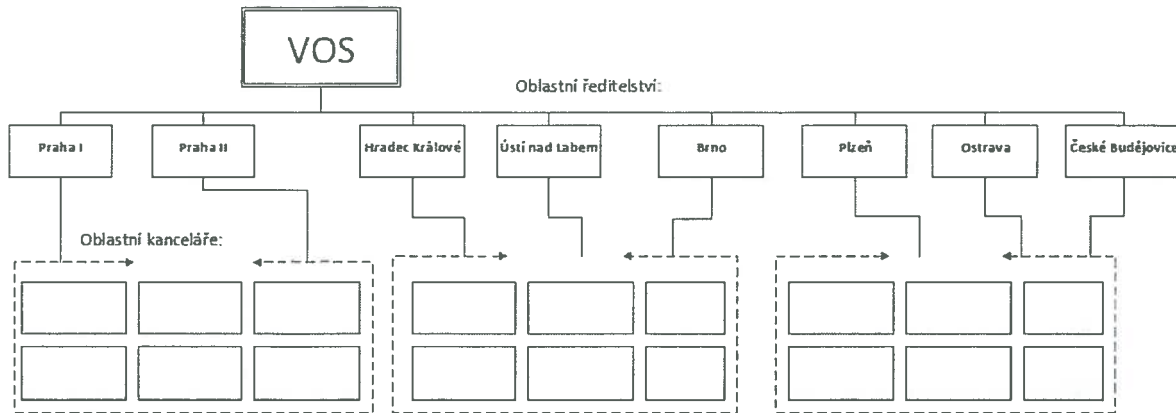 VOS
Oblastní ředitelství:
Praha I
Praha II
Hradec Králové
Ústí nad Labem
Brno
Plzeň
Ostrava
České Budějovice
Oblastní kanceláře: